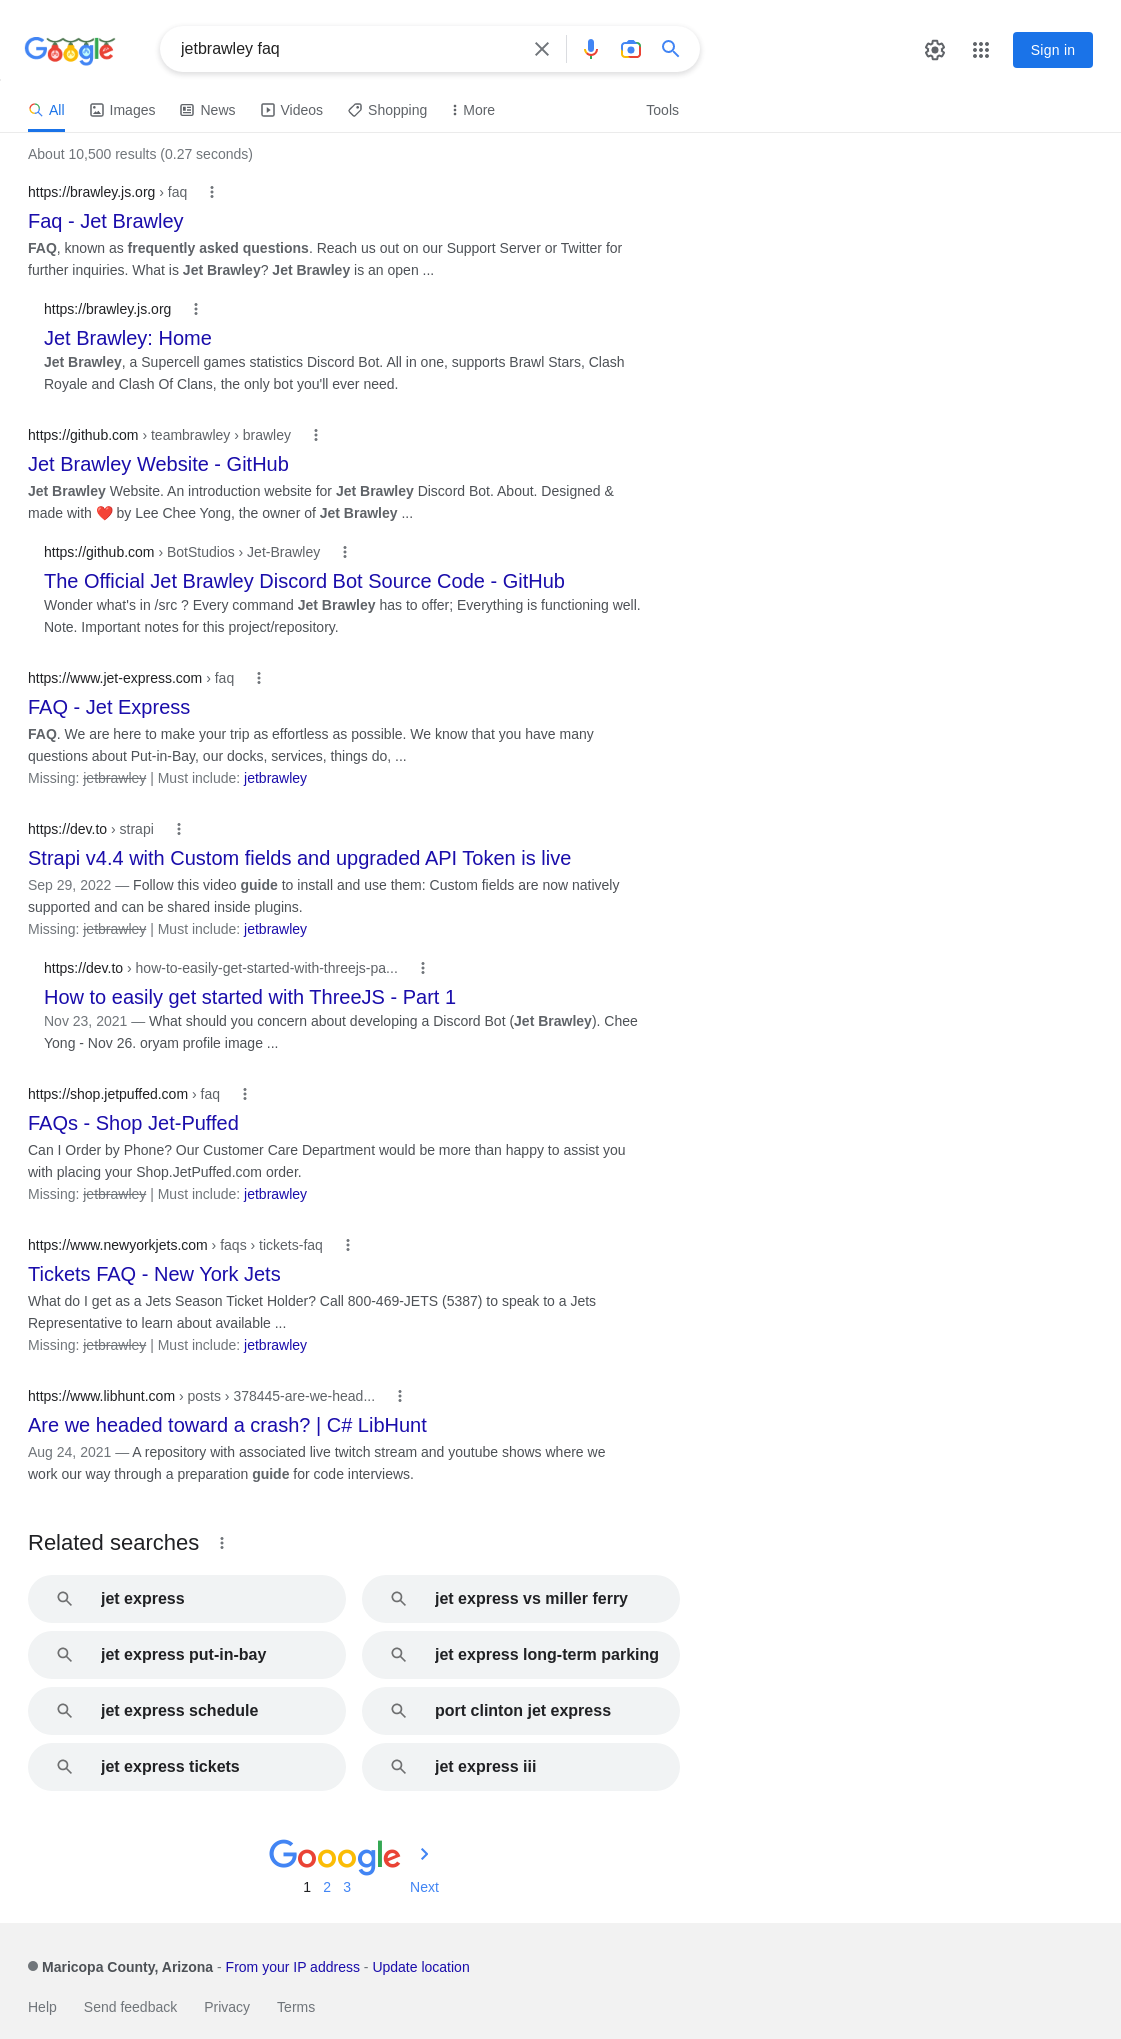 Google
jetbrawley faq
Sign in
All Images News Videos Shopping More Tools
About 10,500 results (0.27 seconds)
https://brawley.js.org › faq
Faq - Jet Brawley
FAQ, known as frequently asked questions. Reach us out on our Support Server or Twitter for
further inquiries. What is Jet Brawley? Jet Brawley is an open ...
https://brawley.js.org
Jet Brawley: Home
Jet Brawley, a Supercell games statistics Discord Bot. All in one, supports Brawl Stars, Clash
Royale and Clash Of Clans, the only bot you'll ever need.
https://github.com › teambrawley › brawley
Jet Brawley Website - GitHub
Jet Brawley Website. An introduction website for Jet Brawley Discord Bot. About. Designed &
made with ❤️ by Lee Chee Yong, the owner of Jet Brawley ...
https://github.com › BotStudios › Jet-Brawley
The Official Jet Brawley Discord Bot Source Code - GitHub
Wonder what's in /src ? Every command Jet Brawley has to offer; Everything is functioning well.
Note. Important notes for this project/repository.
https://www.jet-express.com › faq
FAQ - Jet Express
FAQ. We are here to make your trip as effortless as possible. We know that you have many
questions about Put-in-Bay, our docks, services, things do, ...
Missing: jetbrawley | Must include: jetbrawley
https://dev.to › strapi
Strapi v4.4 with Custom fields and upgraded API Token is live
Sep 29, 2022 — Follow this video guide to install and use them: Custom fields are now natively
supported and can be shared inside plugins.
Missing: jetbrawley | Must include: jetbrawley
https://dev.to › how-to-easily-get-started-with-threejs-pa...
How to easily get started with ThreeJS - Part 1
Nov 23, 2021 — What should you concern about developing a Discord Bot (Jet Brawley). Chee
Yong - Nov 26. oryam profile image ...
https://shop.jetpuffed.com › faq
FAQs - Shop Jet-Puffed
Can I Order by Phone? Our Customer Care Department would be more than happy to assist you
with placing your Shop.JetPuffed.com order.
Missing: jetbrawley | Must include: jetbrawley
https://www.newyorkjets.com › faqs › tickets-faq
Tickets FAQ - New York Jets
What do I get as a Jets Season Ticket Holder? Call 800-469-JETS (5387) to speak to a Jets
Representative to learn about available ...
Missing: jetbrawley | Must include: jetbrawley
https://www.libhunt.com › posts › 378445-are-we-head...
Are we headed toward a crash? | C# LibHunt
Aug 24, 2021 — A repository with associated live twitch stream and youtube shows where we
work our way through a preparation guide for code interviews.
Related searches
jet express
jet express vs miller ferry
jet express put-in-bay
jet express long-term parking
jet express schedule
port clinton jet express
jet express tickets
jet express iii
Gooogle
1 2 3 Next
Maricopa County, Arizona - From your IP address - Update location
Help Send feedback Privacy Terms